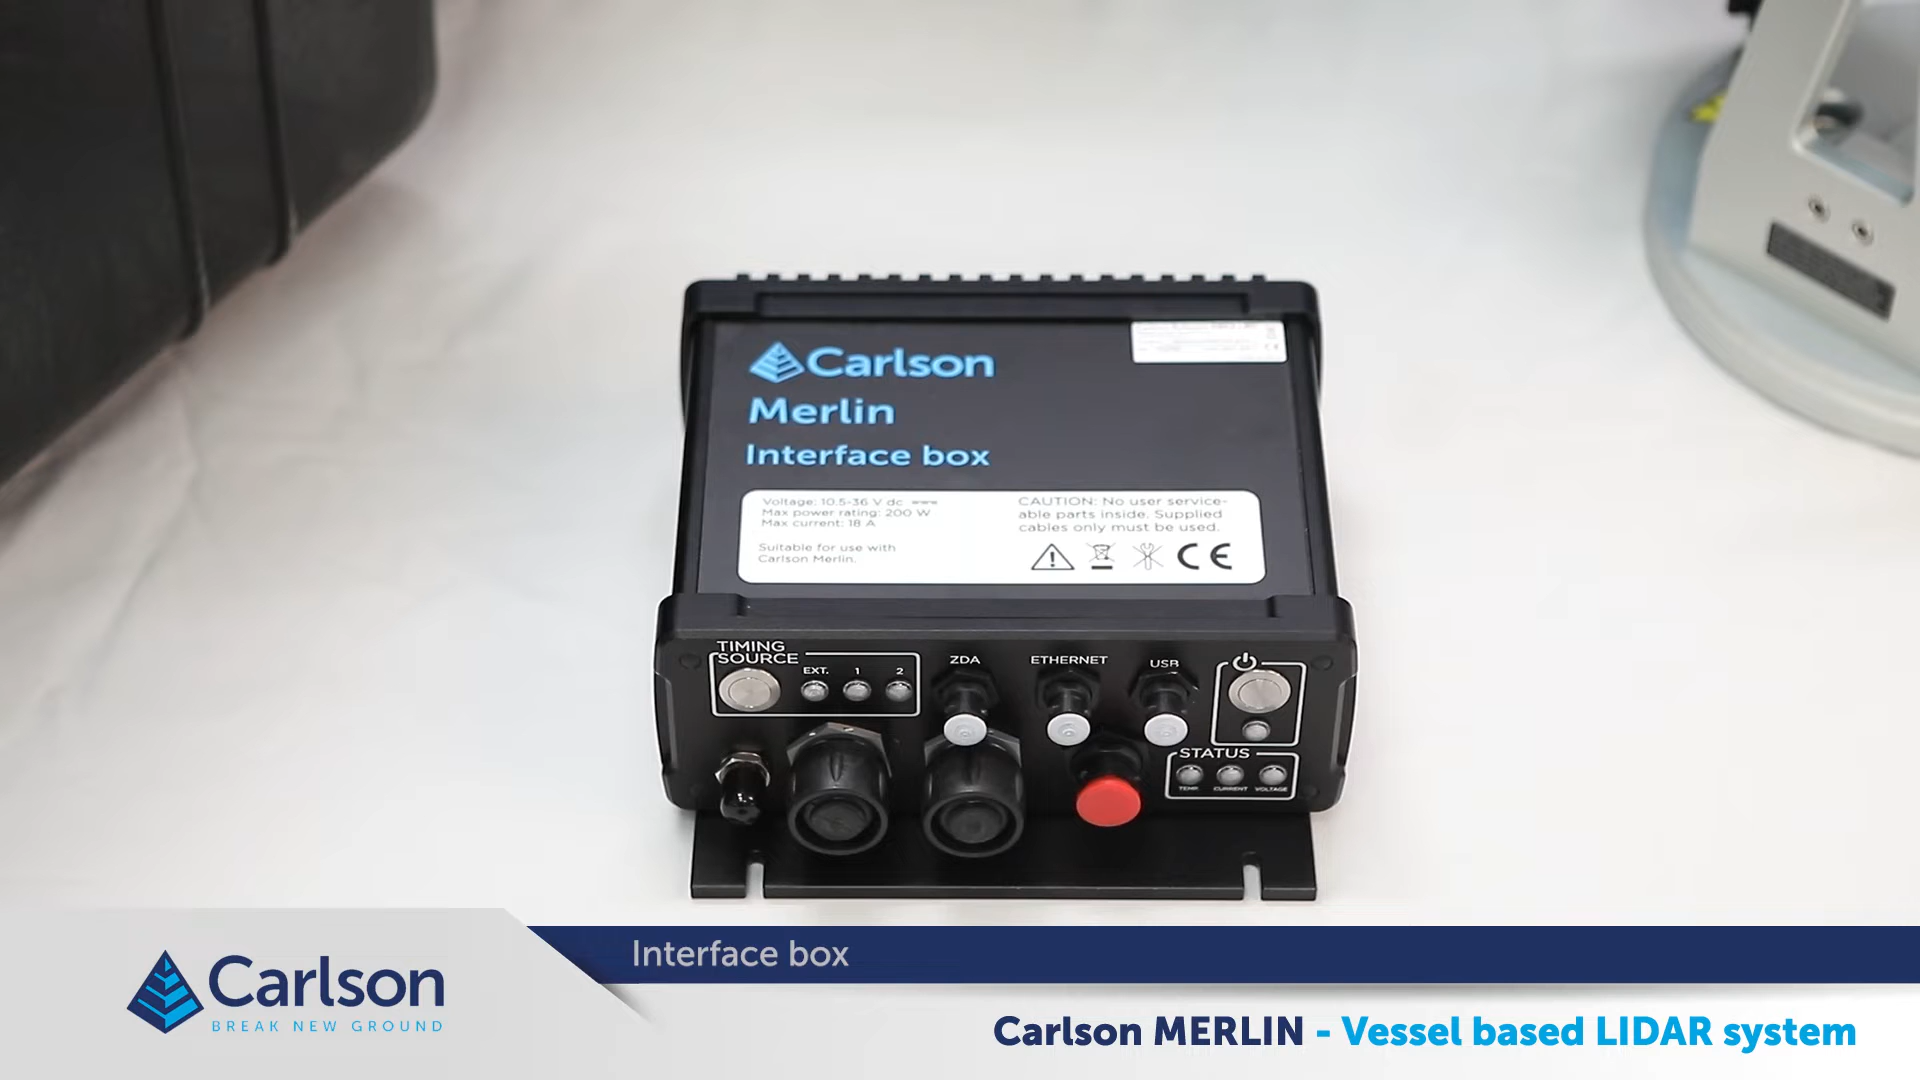 Carlson
Merlin
Interface box
Voltage: 10.5-36 V dc
Max power rating: 200 W
Max current: 18 A
Suitable for use with
Carlson Merlin.
CAUTION: No user service-
able parts inside. Supplied
cables only must be used.
CE
TIMING
SOURCE
EXT. 1 2
ZDA
ETHERNET
USB
STATUS
TEMP. CURRENT VOLTAGE
Interface box
Carlson
BREAK NEW GROUND
Carlson MERLIN - Vessel based LIDAR system